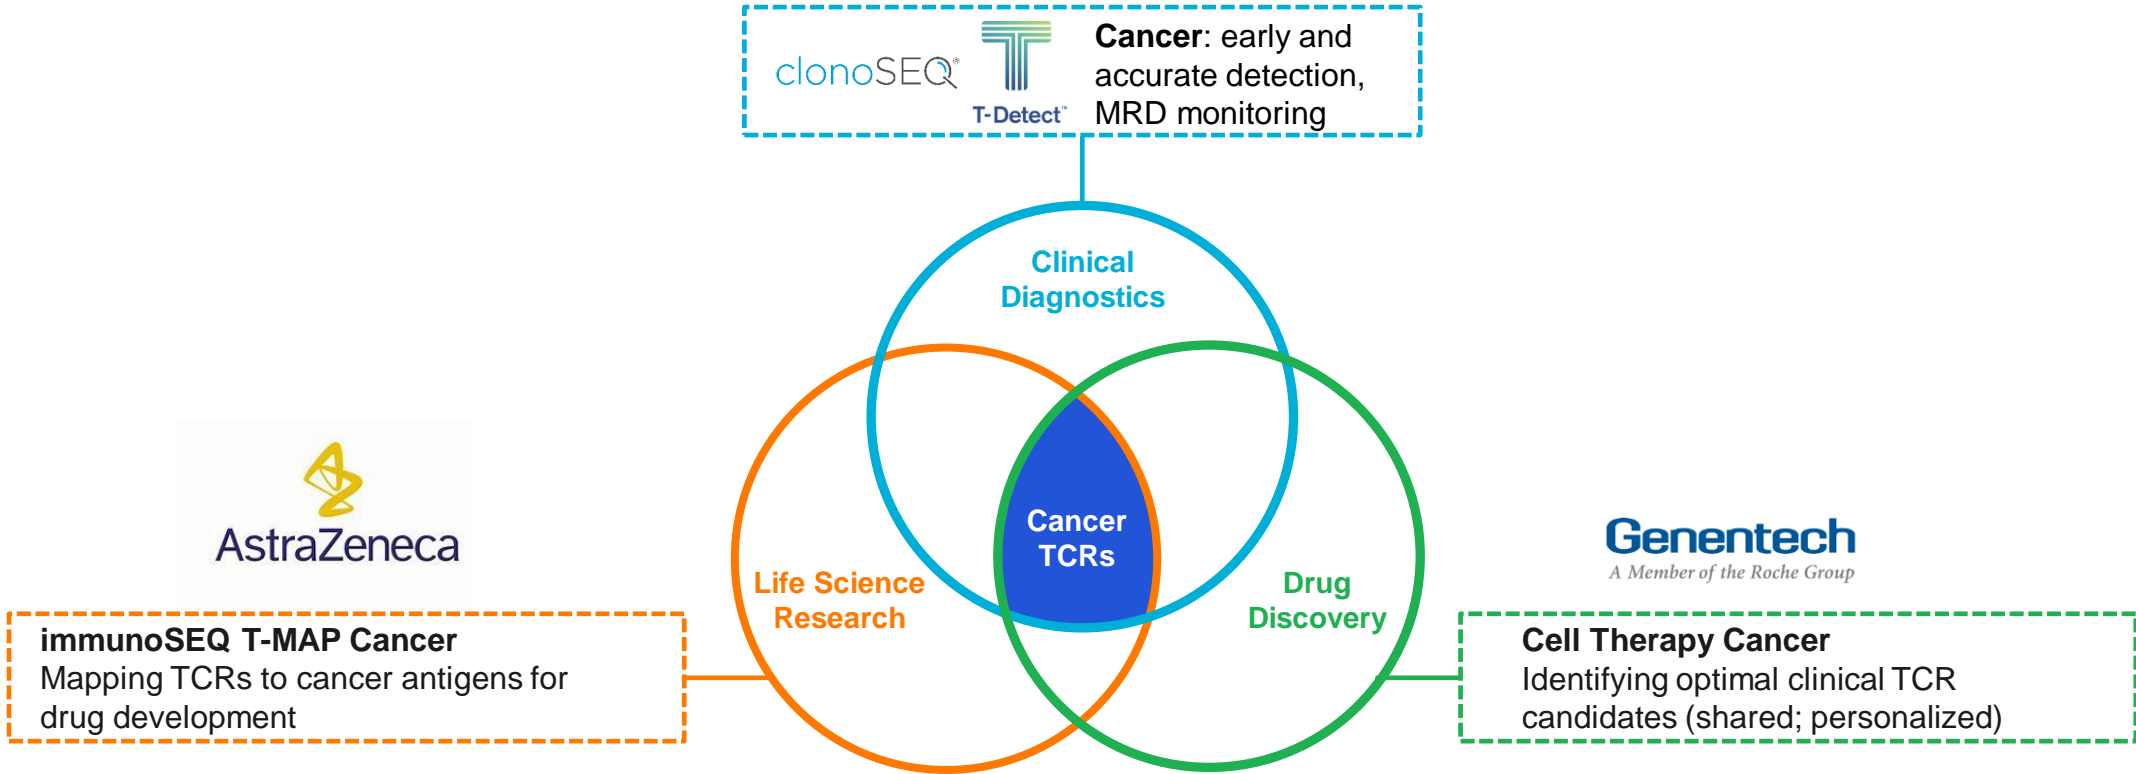 clonoSEQ®
T-Detect™
Cancer: early and
accurate detection,
MRD monitoring
Clinical
Diagnostics
Cancer
TCRs
Life Science
Research
Drug
Discovery
AstraZeneca
immunoSEQ T-MAP Cancer
Mapping TCRs to cancer antigens for
drug development
Genentech
A Member of the Roche Group
Cell Therapy Cancer
Identifying optimal clinical TCR
candidates (shared; personalized)